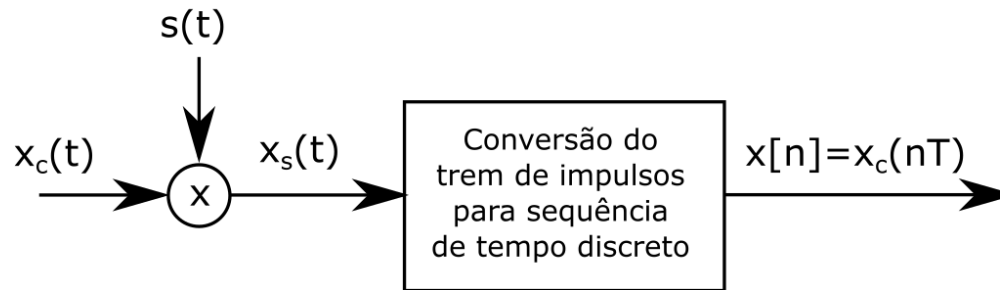 s(t)
x_c(t)
x
x_s(t)
Conversão do
trem de impulsos
para sequência
de tempo discreto
x[n]=x_c(nT)